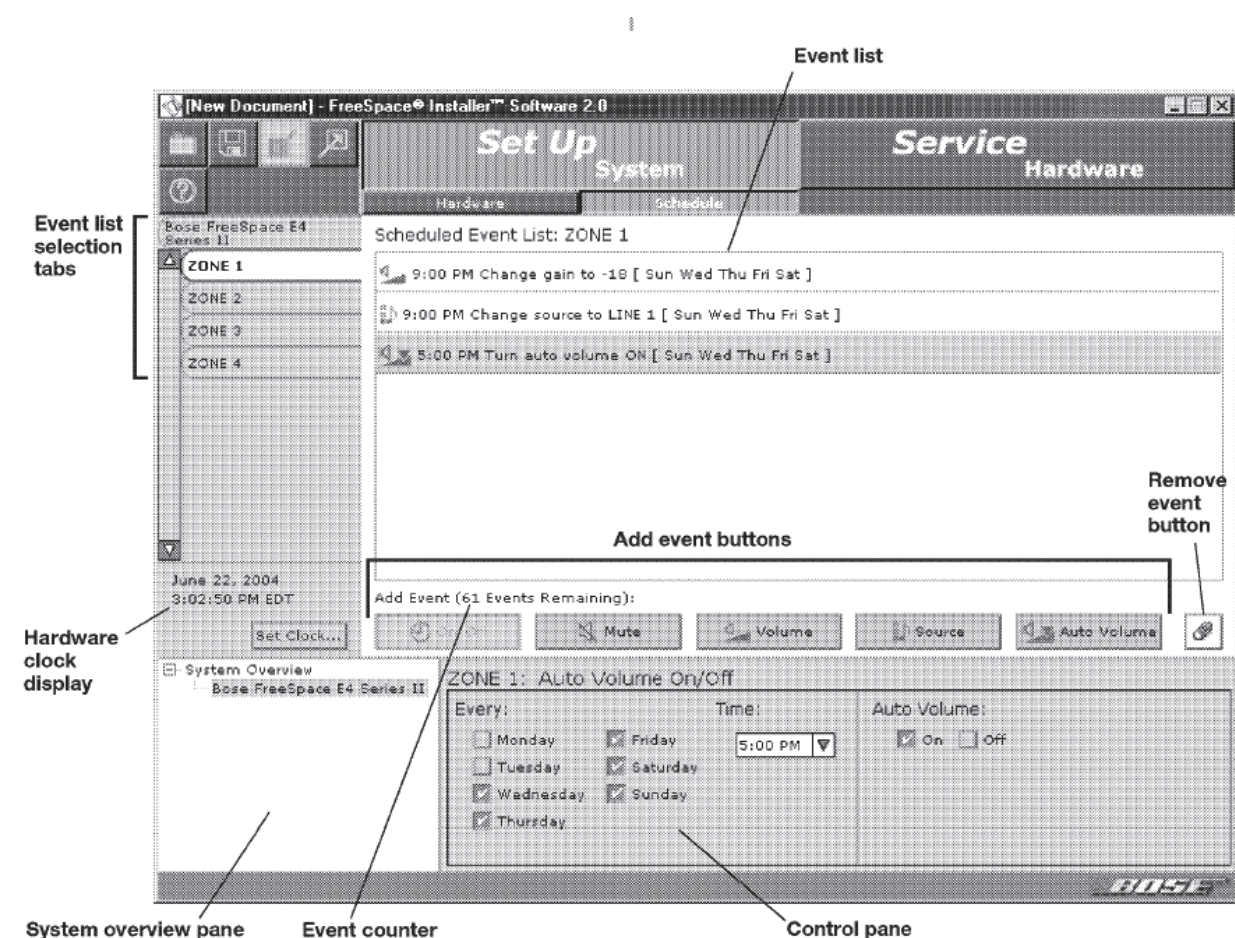 Event list
[New Document] - FreeSpace® Installer™ Software 2.0
Set Up
System
Service
Hardware
Hardware
Schedule
Event list
selection
tabs
Bose FreeSpace E4
Series II
ZONE 1
ZONE 2
ZONE 3
ZONE 4
Scheduled Event List: ZONE 1
9:00 PM Change gain to -18 [ Sun Wed Thu Fri Sat ]
9:00 PM Change source to LINE 1 [ Sun Wed Thu Fri Sat ]
5:00 PM Turn auto volume ON [ Sun Wed Thu Fri Sat ]
Remove
event
button
Add event buttons
June 22, 2004
3:02:50 PM EDT
Set Clock...
Hardware
clock
display
Add Event (61 Events Remaining):
Mute
Volume
Source
Auto Volume
System Overview
Bose FreeSpace E4 Series II
ZONE 1: Auto Volume On/Off
Every:
Time:
Auto Volume:
Monday
Friday
5:00 PM
On
Off
Tuesday
Saturday
Wednesday
Sunday
Thursday
BOSE
System overview pane
Event counter
Control pane